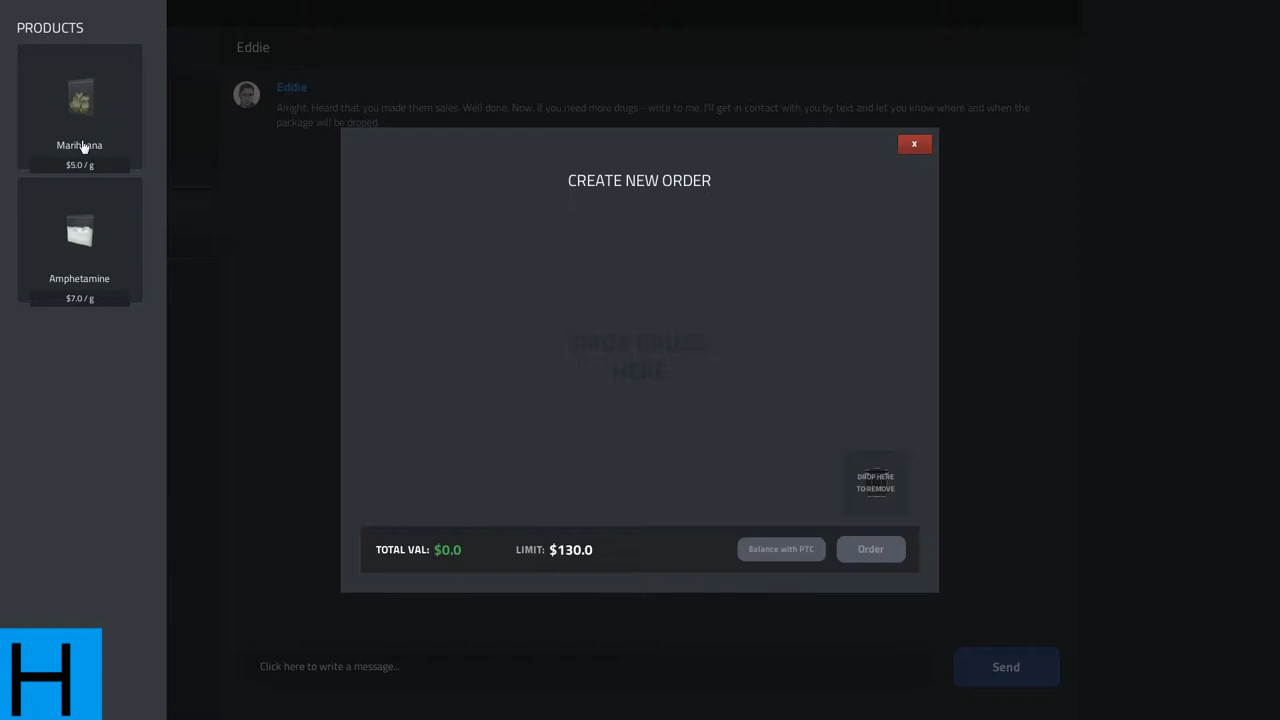 PRODUCTS
Marihuana
$5.0 / g
Amphetamine
$7.0 / g
Eddie
Eddie
Alright. Heard that you made them sales. Well done. Now, if you need more drugs - write to me. I'll get in contact with you by text and let you know where and when the
package will be droped.
X
CREATE NEW ORDER
DROP DRUGS
HERE
DROP HERE
TO REMOVE
TOTAL VAL: $0.0
LIMIT: $130.0
Balance with PTC
Order
Click here to write a message...
Send
H